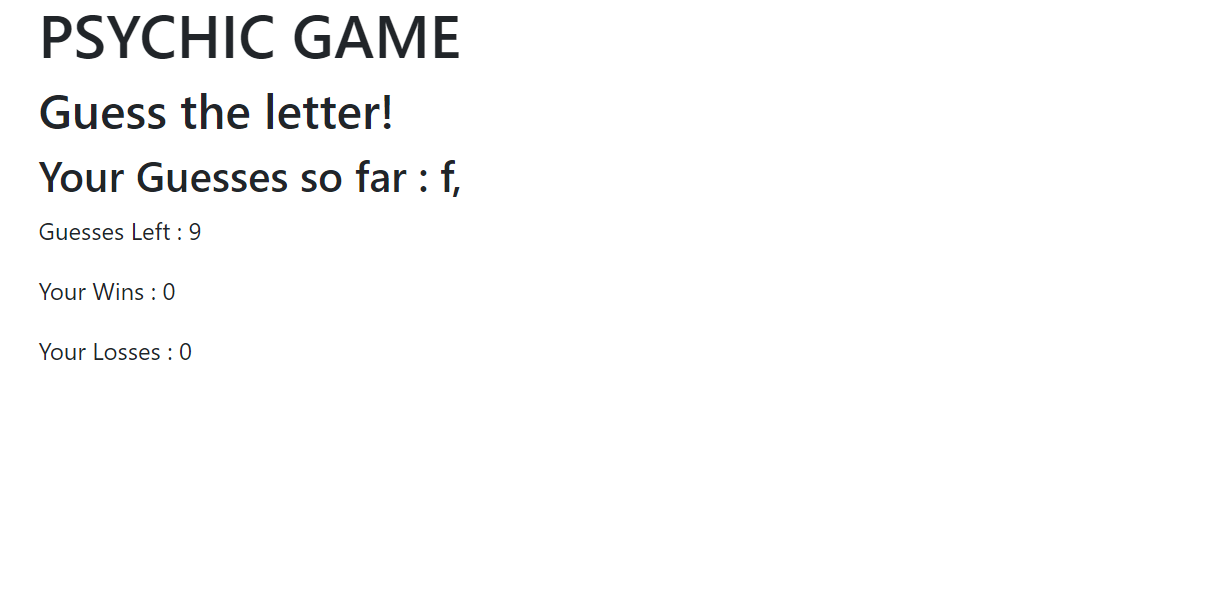 PSYCHIC GAME
Guess the letter!
Your Guesses so far : f,
Guesses Left : 9
Your Wins : 0
Your Losses : 0